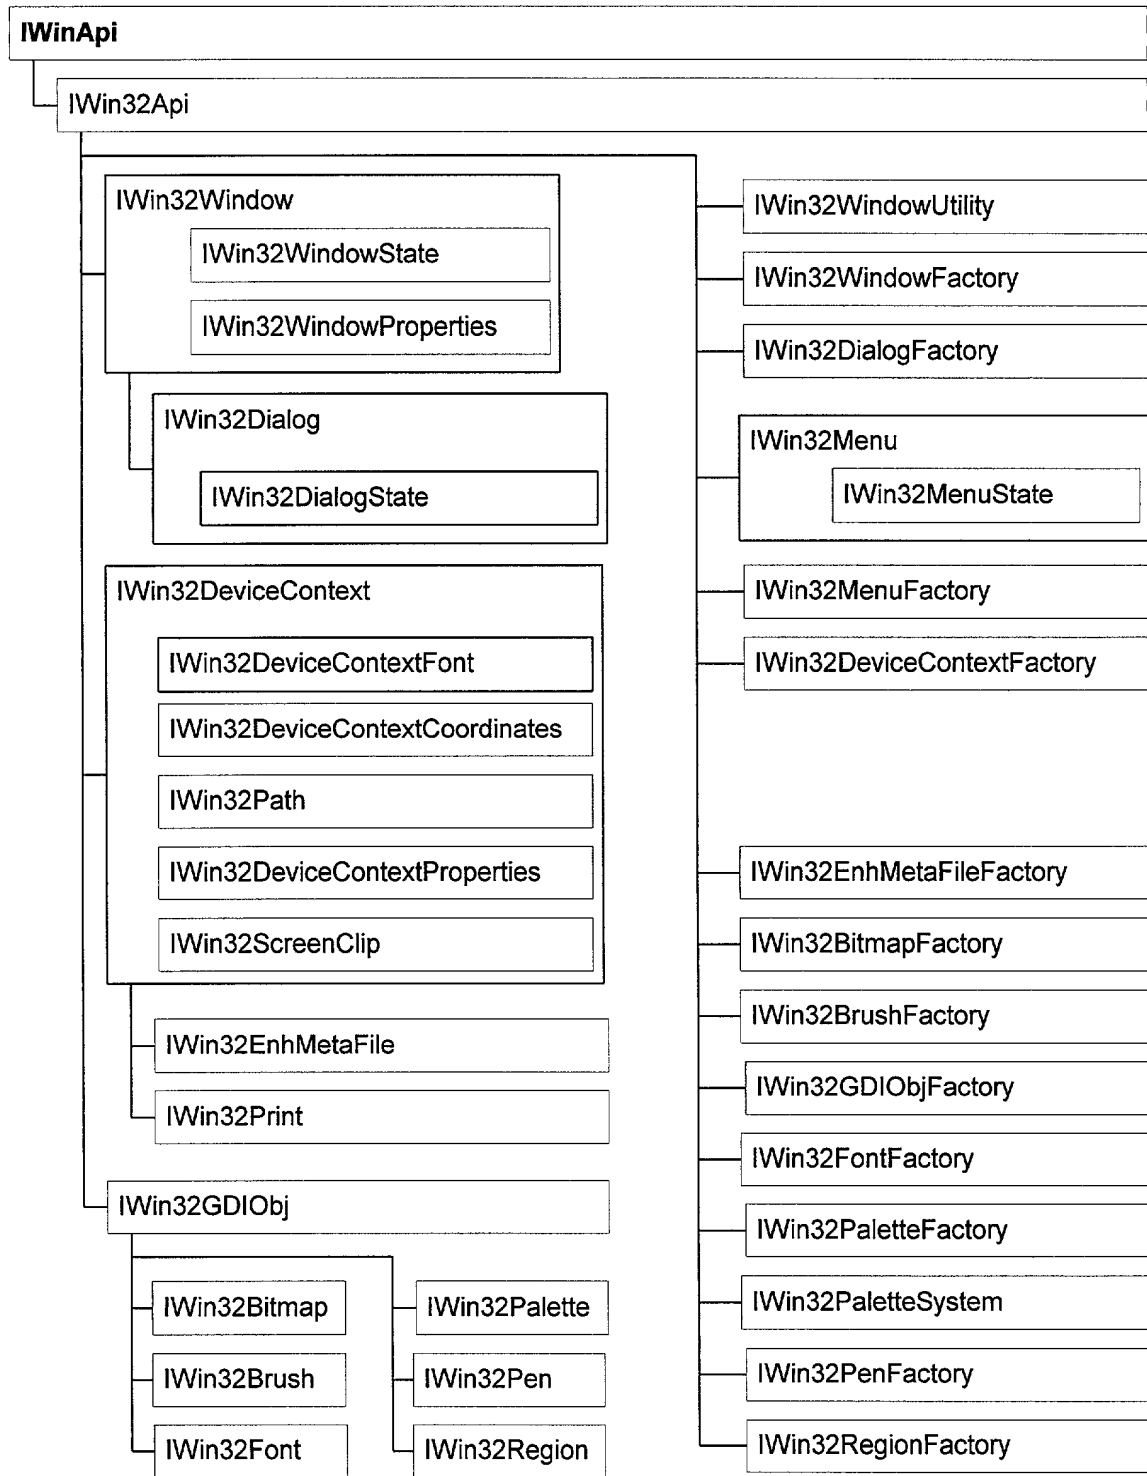 IWinApi
IWin32Api
IWin32Window
IWin32WindowState
IWin32WindowProperties
IWin32Dialog
IWin32DialogState
IWin32DeviceContext
IWin32DeviceContextFont
IWin32DeviceContextCoordinates
IWin32Path
IWin32DeviceContextProperties
IWin32ScreenClip
IWin32EnhMetaFile
IWin32Print
IWin32GDIObj
IWin32Bitmap
IWin32Brush
IWin32Font
IWin32Palette
IWin32Pen
IWin32Region
IWin32WindowUtility
IWin32WindowFactory
IWin32DialogFactory
IWin32Menu
IWin32MenuState
IWin32MenuFactory
IWin32DeviceContextFactory
IWin32EnhMetaFileFactory
IWin32BitmapFactory
IWin32BrushFactory
IWin32GDIObjFactory
IWin32FontFactory
IWin32PaletteFactory
IWin32PaletteSystem
IWin32PenFactory
IWin32RegionFactory